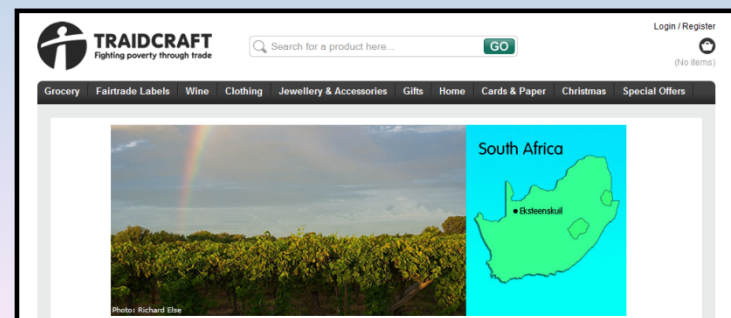 Login / Register
TRAIDCRAFT
Fighting poverty through trade
Search for a product here...
GO
(No items)
Grocery Fairtrade Labels Wine Clothing Jewellery & Accessories Gifts Home Cards & Paper Christmas Special Offers
South Africa
Eksteenskuil
Photo: Richard Else